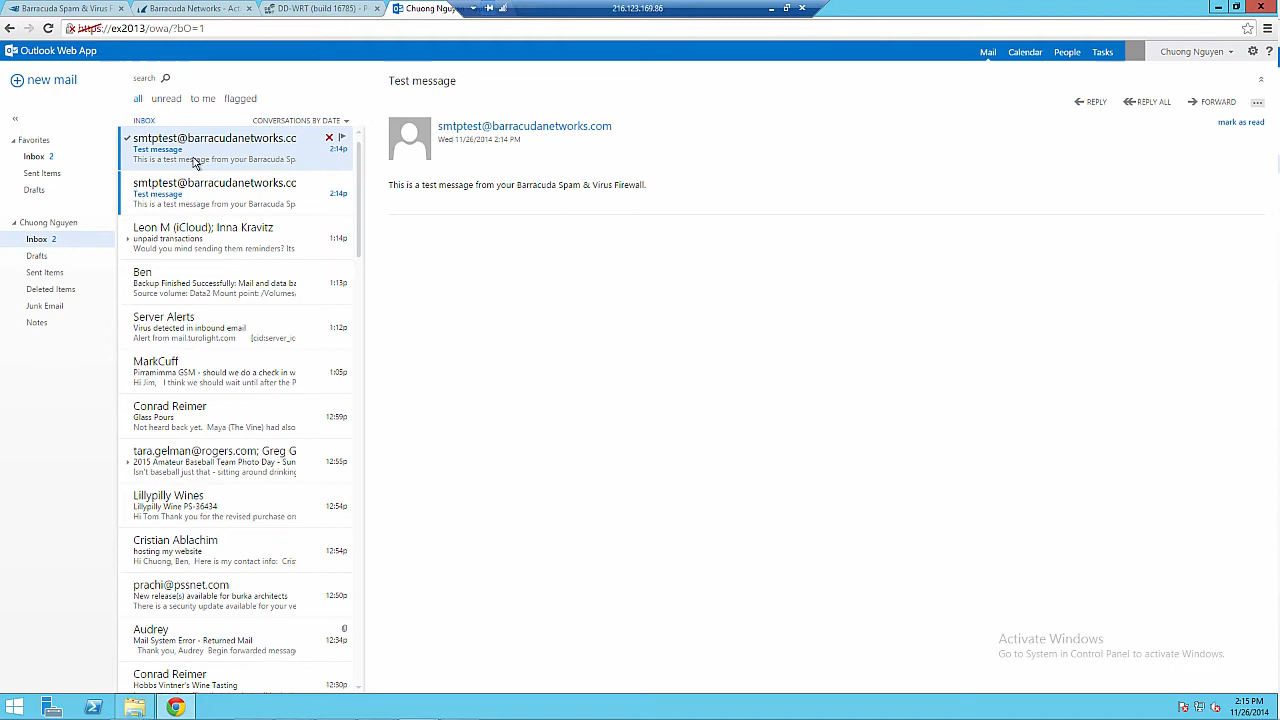 Barracuda Spam & Virus F
Barracuda Networks - Acti
DD-WRT (build 16785) - P
Chuong Nguy
216.123.169.86
https://ex2013/owa/?bO=1
Outlook Web App
Mail Calendar People Tasks Chuong Nguyen ?
new mail
search
all unread to me flagged
INBOX CONVERSATIONS BY DATE
Favorites
Inbox 2
Sent Items
Drafts
Chuong Nguyen
Inbox 2
Drafts
Sent Items
Deleted Items
Junk Email
Notes
smtptest@barracudanetworks.cc
Test message 2:14p
This is a test message from your Barracuda Sp
smtptest@barracudanetworks.cc
Test message 2:14p
This is a test message from your Barracuda Sp
Leon M (iCloud); Inna Kravitz
unpaid transactions 1:14p
Would you mind sending them reminders? Its
Ben
Backup Finished Successfully: Mail and data ba 1:13p
Source volume: Data2 Mount point: /Volumes,
Server Alerts
Virus detected in inbound email 1:12p
Alert from mail.turolight.com [cid:server_ic
MarkCuff
Pirramimma GSM - should we do a check in w 1:05p
Hi Jim, I think we should wait until after the P
Conrad Reimer
Glass Pours 12:59p
Not heard back yet. Maya (The Vine) had also
tara.gelman@rogers.com; Greg G
2015 Amateur Baseball Team Photo Day - Sun 12:55p
Isn't baseball just that - sitting around drinking
Lillypilly Wines
Lillypilly Wine PS-36434 12:54p
Hi Tom Thank you for the revised purchase or
Cristian Ablachim
hosting my website 12:54p
Hi Chuong, Ben, Here is my contact info: Cris
prachi@pssnet.com
New release(s) available for burka architects 12:50p
There is a security update available for your ve
Audrey
Mail System Error - Returned Mail 12:34p
Thank you, Audrey Begin forwarded messag
Conrad Reimer
Hobbs Vintner's Wine Tasting 12:30p
Test message
REPLY REPLY ALL FORWARD ...
mark as read
smtptest@barracudanetworks.com
Wed 11/26/2014 2:14 PM
This is a test message from your Barracuda Spam & Virus Firewall.
Activate Windows
Go to System in Control Panel to activate Windows.
2:15 PM
11/26/2014